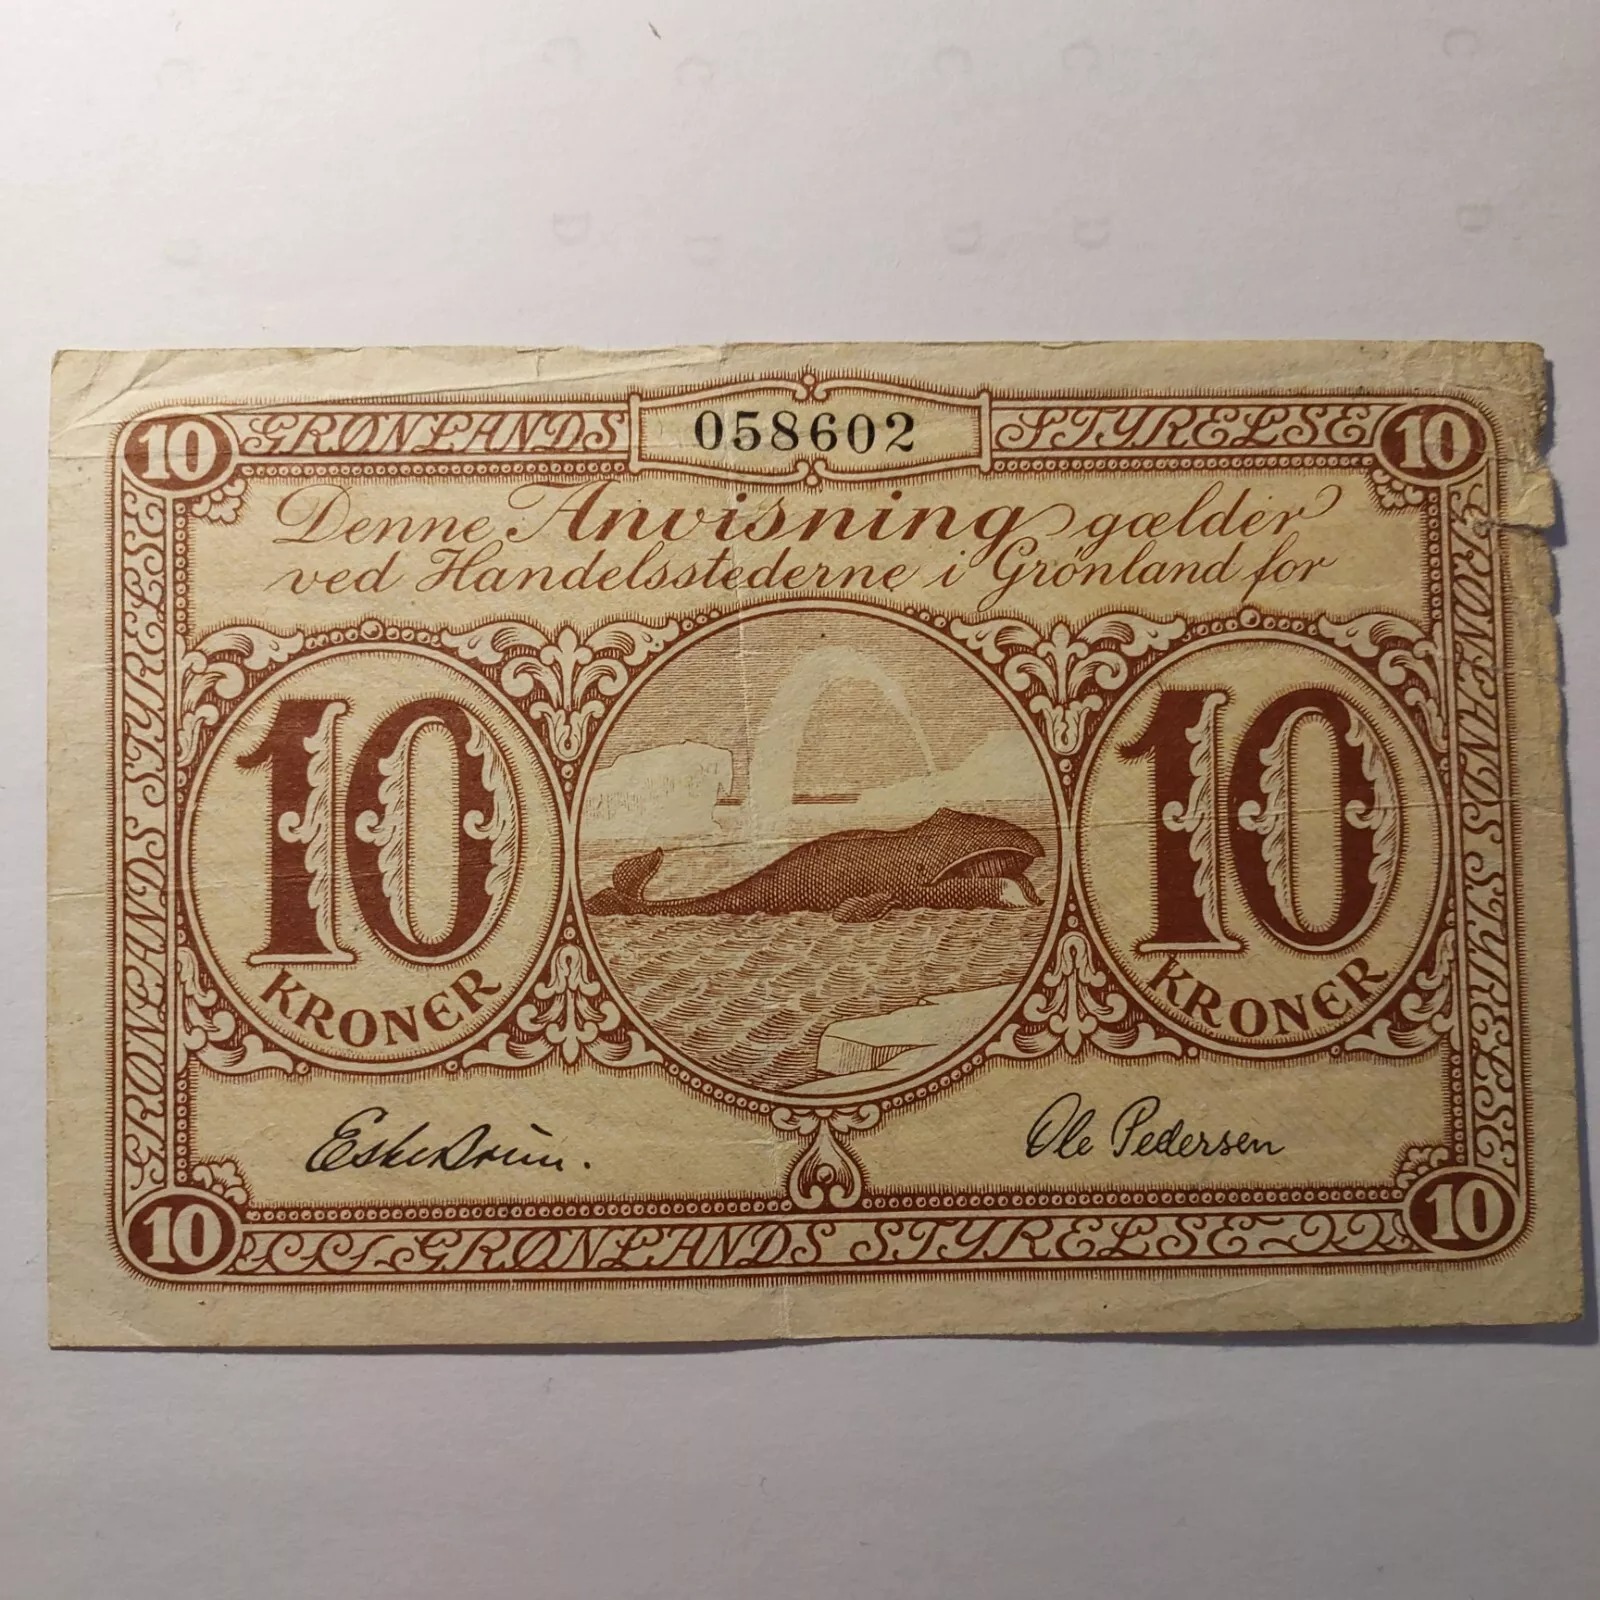 10 GRØNLANDS 058602 STYRELSE 10
Denne Anvisning gælder
ved Handelsstederne i Grönland for
GRØNLANDS STYRELSE
GRØNLANDS STYRELSE
10
KRONER
10
KRONER
Eske Brun.
Ole Pedersen
10 GRØNLANDS STYRELSE 10